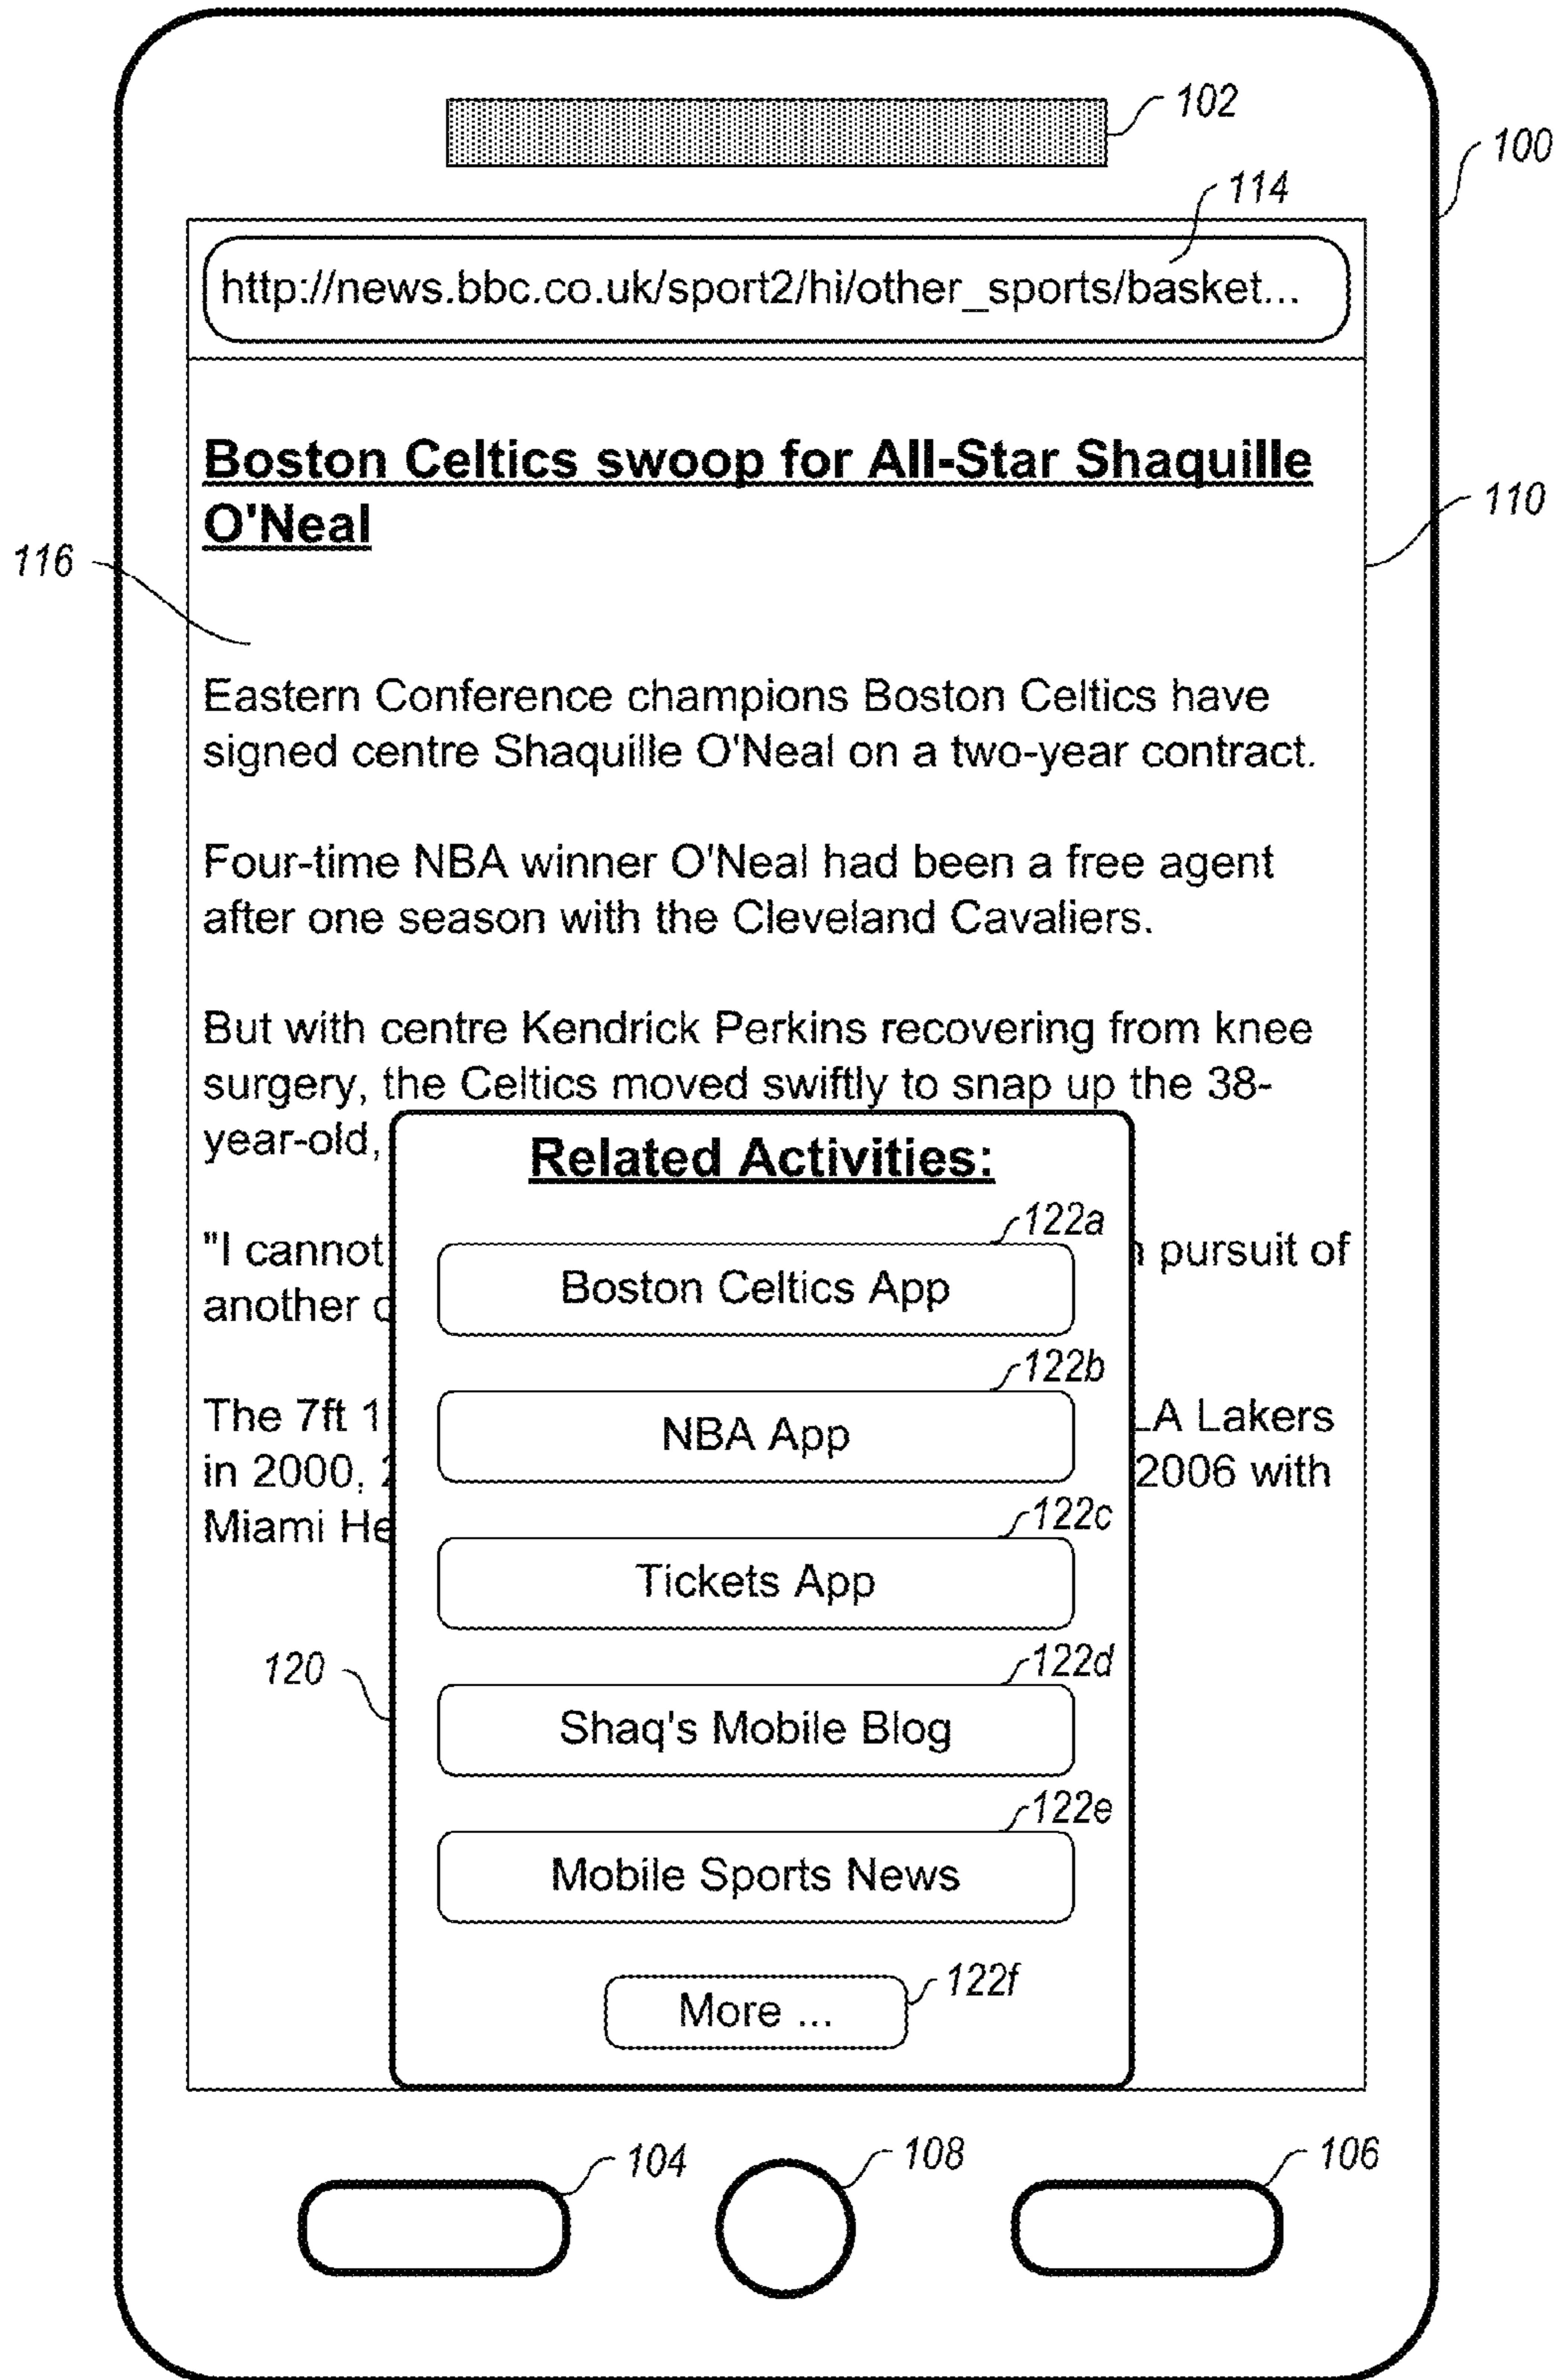 102
100
114
http://news.bbc.co.uk/sport2/hi/other_sports/basket...
Boston Celtics swoop for All-Star Shaquille
O'Neal
110
116
Eastern Conference champions Boston Celtics have
signed centre Shaquille O'Neal on a two-year contract.
Four-time NBA winner O'Neal had been a free agent
after one season with the Cleveland Cavaliers.
But with centre Kendrick Perkins recovering from knee
surgery, the Celtics moved swiftly to snap up the 38-
year-old,
Related Activities:
122a
"I cannot pursuit of
Boston Celtics App
another
122b
The 7ft LA Lakers
NBA App
in 2000, 2006 with
122c
Miami
Tickets App
120
122d
Shaq's Mobile Blog
122e
Mobile Sports News
122f
More ...
104
108
106